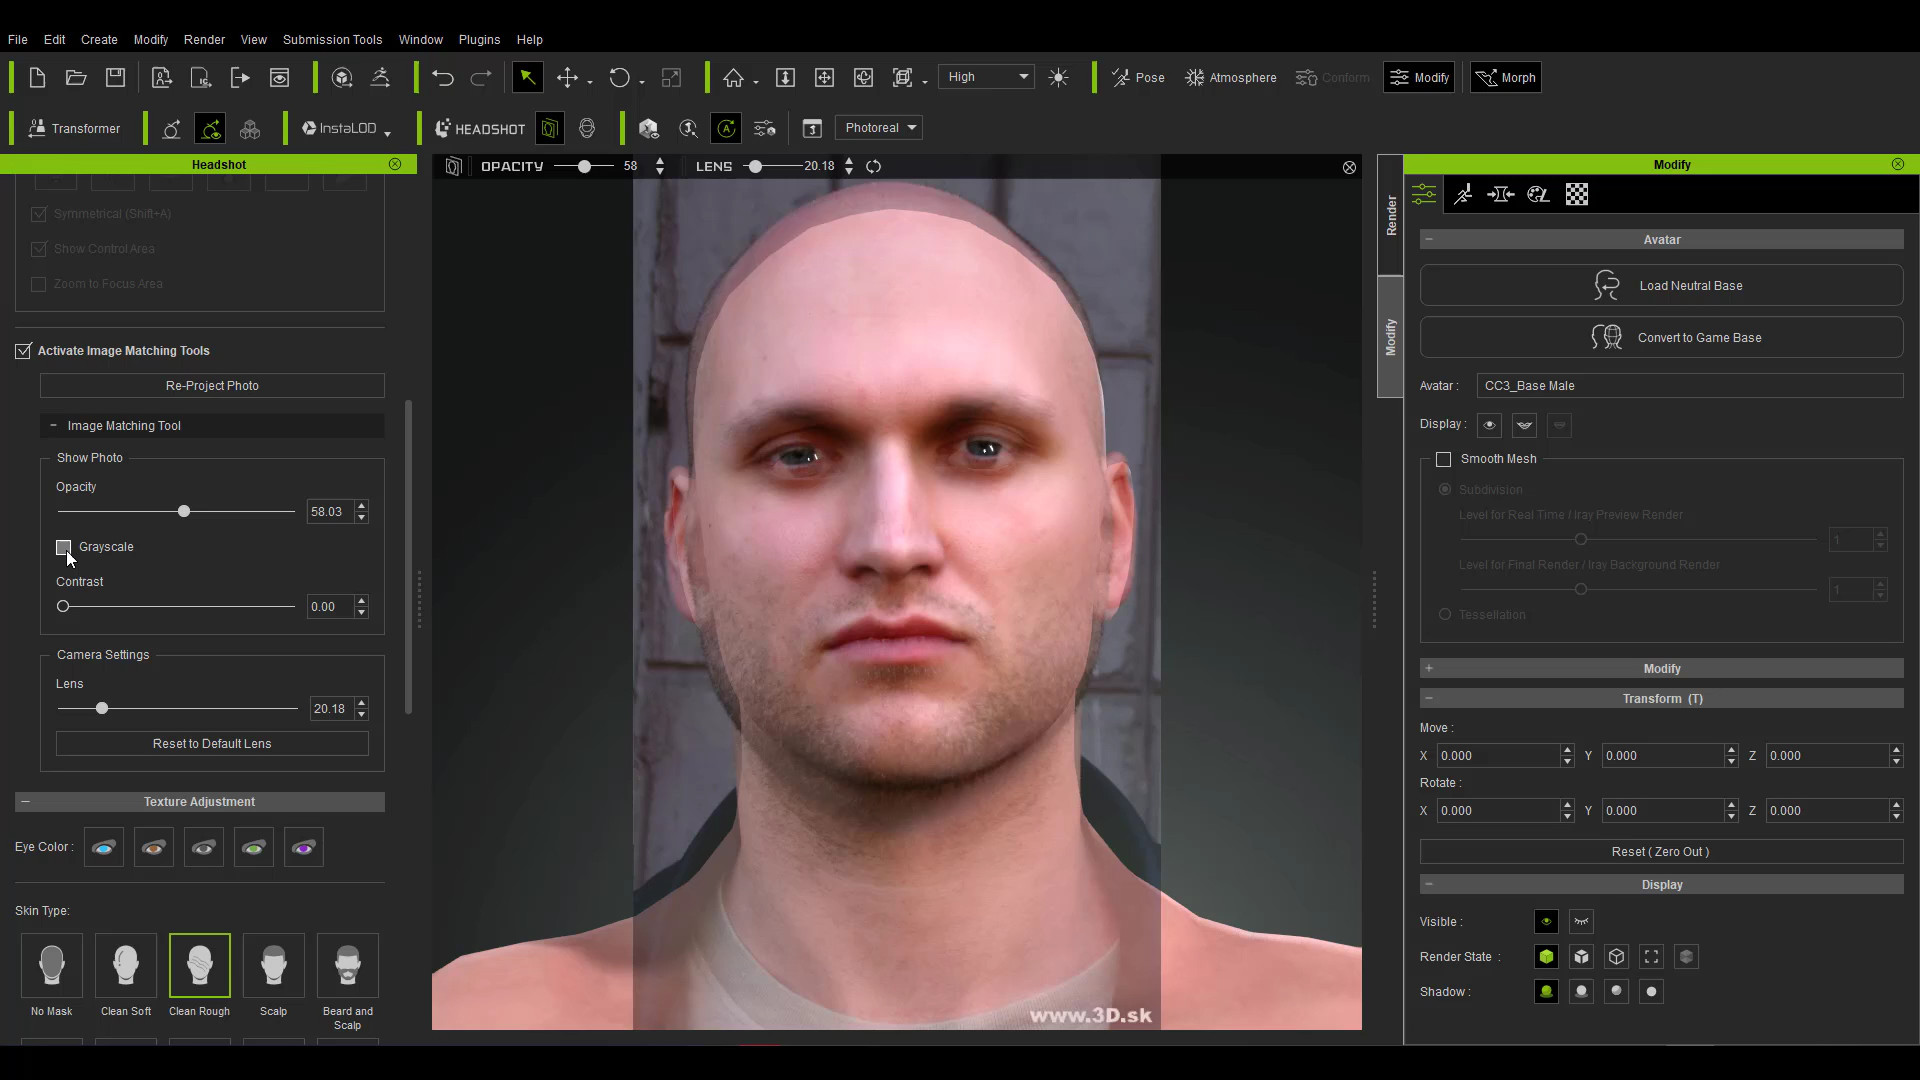 File Edit Create Modify Render View Submission Tools Window Plugins Help
High Pose Atmosphere Conform Modify Morph
Transformer InstaLOD HEADSHOT Photoreal
Headshot
Symmetrical (Shift+A)
Show Control Area
Zoom to Focus Area
Activate Image Matching Tools
Re-Project Photo
Image Matching Tool
Show Photo
Opacity
58.03
Grayscale
Contrast
0.00
Camera Settings
Lens
20.18
Reset to Default Lens
Texture Adjustment
Eye Color :
Skin Type:
No Mask Clean Soft Clean Rough Scalp Beard and
Scalp
OPACITY 58 LENS 20.18
www.3D.sk
Render
Modify
Modify
Avatar
Load Neutral Base
Convert to Game Base
Avatar : CC3_Base Male
Display :
Smooth Mesh
Subdivision
Level for Real Time / Iray Preview Render
1
Level for Final Render / Iray Background Render
1
Tessellation
Modify
Transform (T)
Move :
X 0.000 Y 0.000 Z 0.000
Rotate :
X 0.000 Y 0.000 Z 0.000
Reset ( Zero Out )
Display
Visible :
Render State :
Shadow :